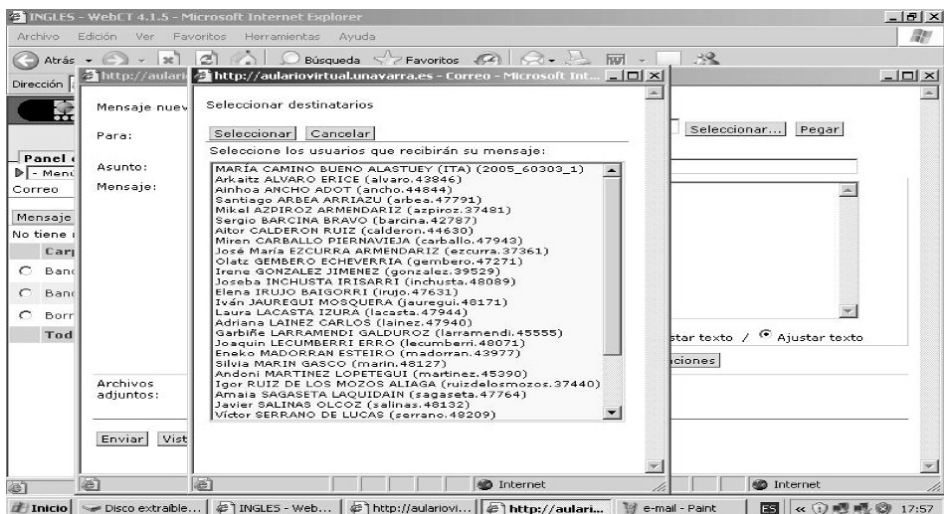 INGLES - WebCT 4.1.5 - Microsoft Internet Explorer
Archivo Edición Ver Favoritos Herramientas Ayuda
Atrás Búsqueda Favoritos
Dirección
http://aulari
http://aulariovirtual.unavarra.es - Correo - Microsoft Int...
Mensaje nuev
Para:
Asunto:
Mensaje:
Archivos
adjuntos:
Enviar Vist
Panel
- Menú
Correo
Mensaje
No tiene
Carp
Band
Band
Borr
Tod
Seleccionar destinatarios
Seleccionar Cancelar
Seleccione los usuarios que recibirán su mensaje:
MARÍA CAMINO BUENO ALASTUEY (ITA) (2005_60303_1)
Arkaitz ALVARO ERICE (alvaro.43846)
Ainhoa ANCHO ADOT (ancho.44844)
Santiago ARBEA ARRIAZU (arbea.47791)
Mikel AZPIROZ ARMENDARIZ (azpiroz.37481)
Sergio BARCINA BRAVO (barcina.42787)
Aitor CALDERON RUIZ (calderon.44630)
Miren CARBALLO PIERNAVIEJA (carballo.47943)
José María EZCURRA ARMENDARIZ (ezcurra.37361)
Olatz GEMBERO ECHEVERRIA (gembero.47271)
Irene GONZALEZ JIMENEZ (gonzalez.39529)
Joseba INCHUSTA IRISARRI (inchusta.48089)
Elena IRUJO BAIGORRI (irujo.47631)
Iván JAUREGUI MOSQUERA (jauregui.48171)
Laura LACASTA IZURA (lacasta.47944)
Adriana LAINEZ CARLOS (lainez.47940)
Garbiñe LARRAMENDI GALDUROZ (larramendi.45555)
Joaquin LECUMBERRI ERRO (lecumberri.48071)
Eneko MADORRAN ESTEIRO (madorran.43977)
Silvia MARIN GASCO (marin.48127)
Andoni MARTINEZ LOPETEGUI (martinez.45390)
Igor RUIZ DE LOS MOZOS ALIAGA (ruizdelosmozos.37440)
Amaia SAGASETA LAQUIDAIN (sagaseta.47764)
Javier SALINAS OLCOZ (salinas.48132)
Víctor SERRANO DE LUCAS (serrano.48209)
Seleccionar... Pegar
star texto / Ajustar texto
ciones
Internet
Internet
Inicio Disco extraíble... INGLES - Web... http://aulariovi... http://aulari... e-mail - Paint ES 17:57